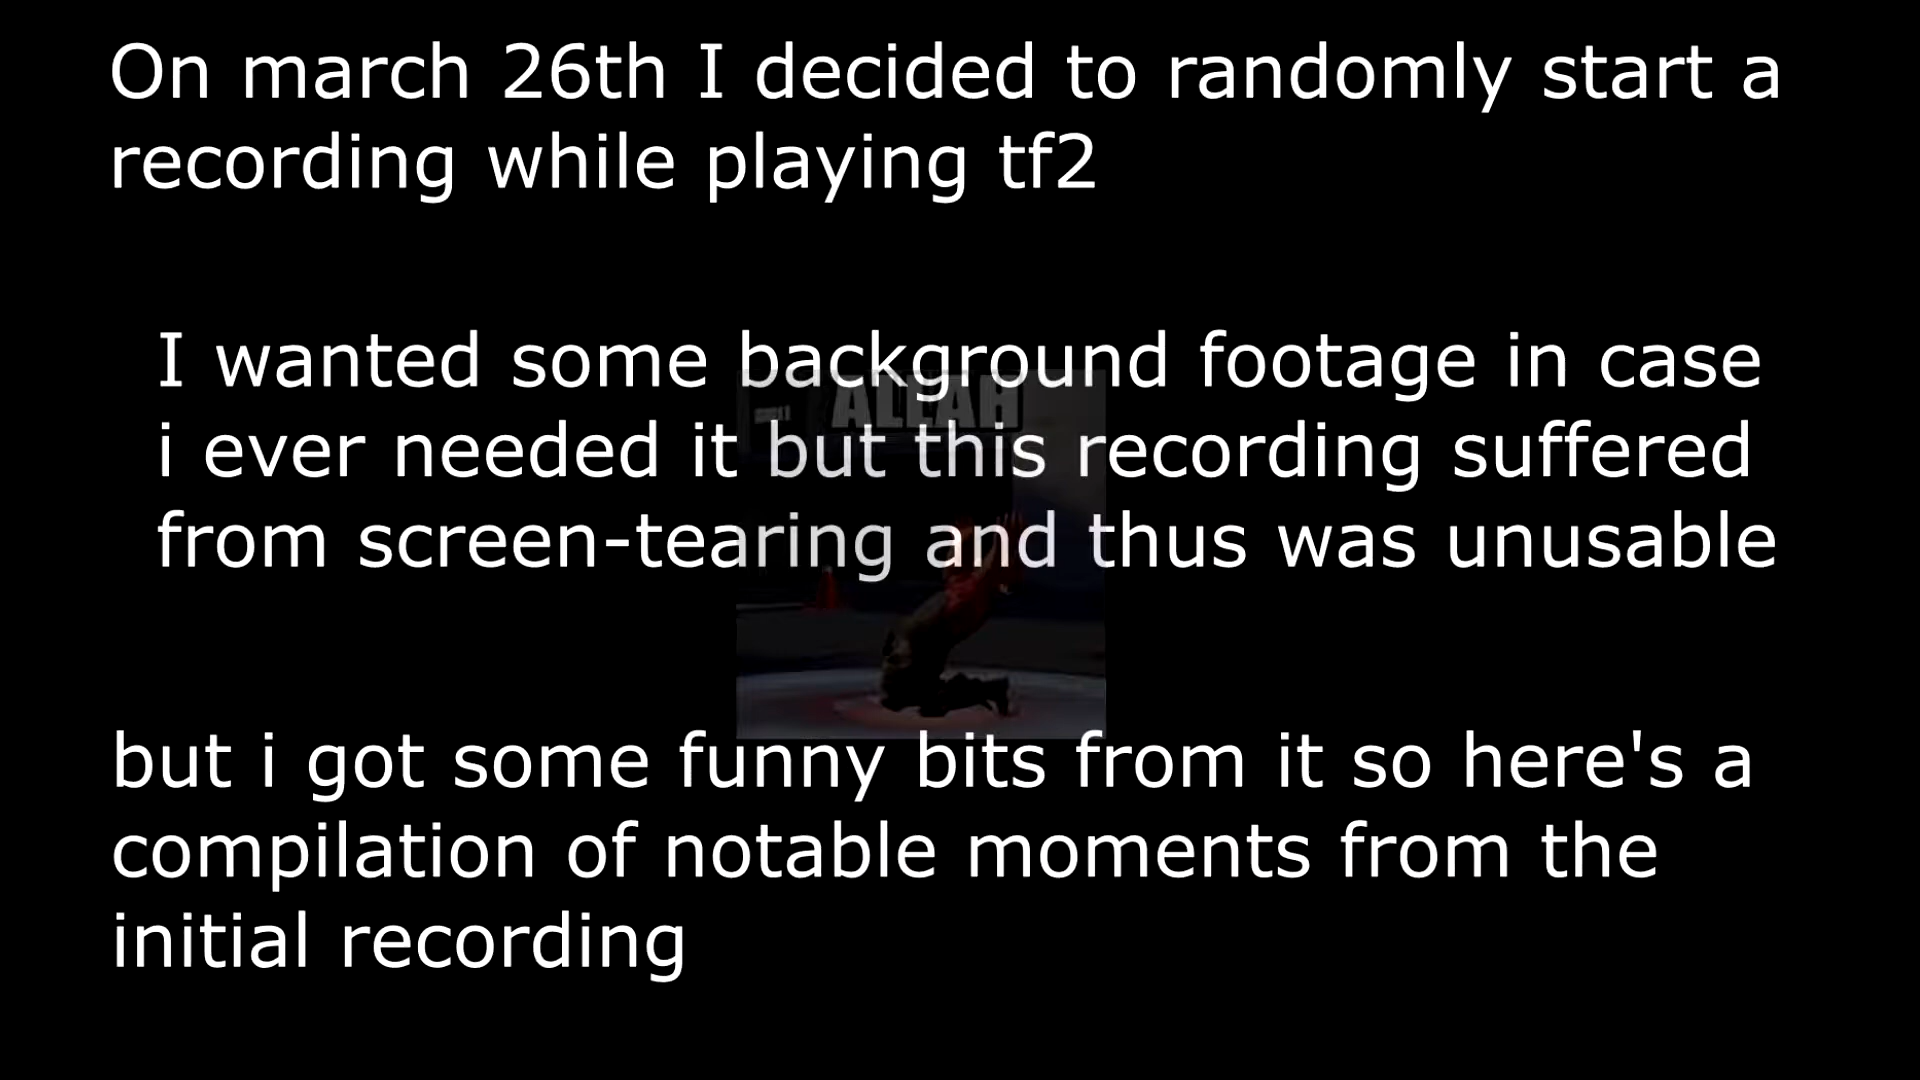 On march 26th I decided to randomly start a
recording while playing tf2
I wanted some background footage in case
i ever needed it but this recording suffered
from screen-tearing and thus was unusable
ALLAH
but i got some funny bits from it so here's a
compilation of notable moments from the
initial recording